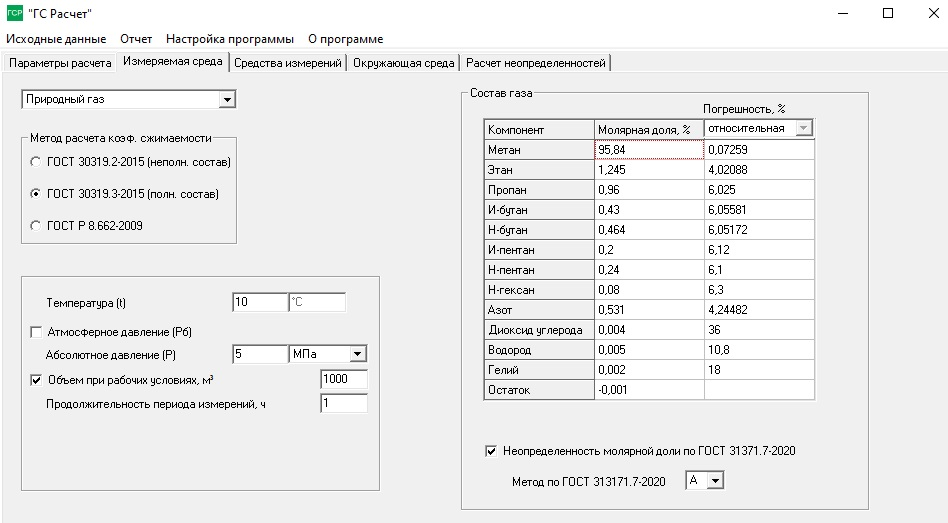 ГСР "ГС Расчет"
Исходные данные Отчет Настройка программы О программе
Параметры расчета Измеряемая среда Средства измерений Окружающая среда Расчет неопределенностей
Природный газ
Метод расчета коэф. сжимаемости
ГОСТ 30319.2-2015 (неполн. состав)
ГОСТ 30319.3-2015 (полн. состав)
ГОСТ Р 8.662-2009
Температура (t) 10 °C
Атмосферное давление (Рб)
Абсолютное давление (Р) 5 МПа
Объем при рабочих условиях, м³ 1000
Продолжительность периода измерений, ч 1
Состав газа
Погрешность, %
Компонент Молярная доля, % относительная
Метан 95,84 0,07259
Этан 1,245 4,02088
Пропан 0,96 6,025
И-бутан 0,43 6,05581
Н-бутан 0,464 6,05172
И-пентан 0,2 6,12
Н-пентан 0,24 6,1
Н-гексан 0,08 6,3
Азот 0,531 4,24482
Диоксид углерода 0,004 36
Водород 0,005 10,8
Гелий 0,002 18
Остаток -0,001
Неопределенность молярной доли по ГОСТ 31371.7-2020
Метод по ГОСТ 313171.7-2020 А